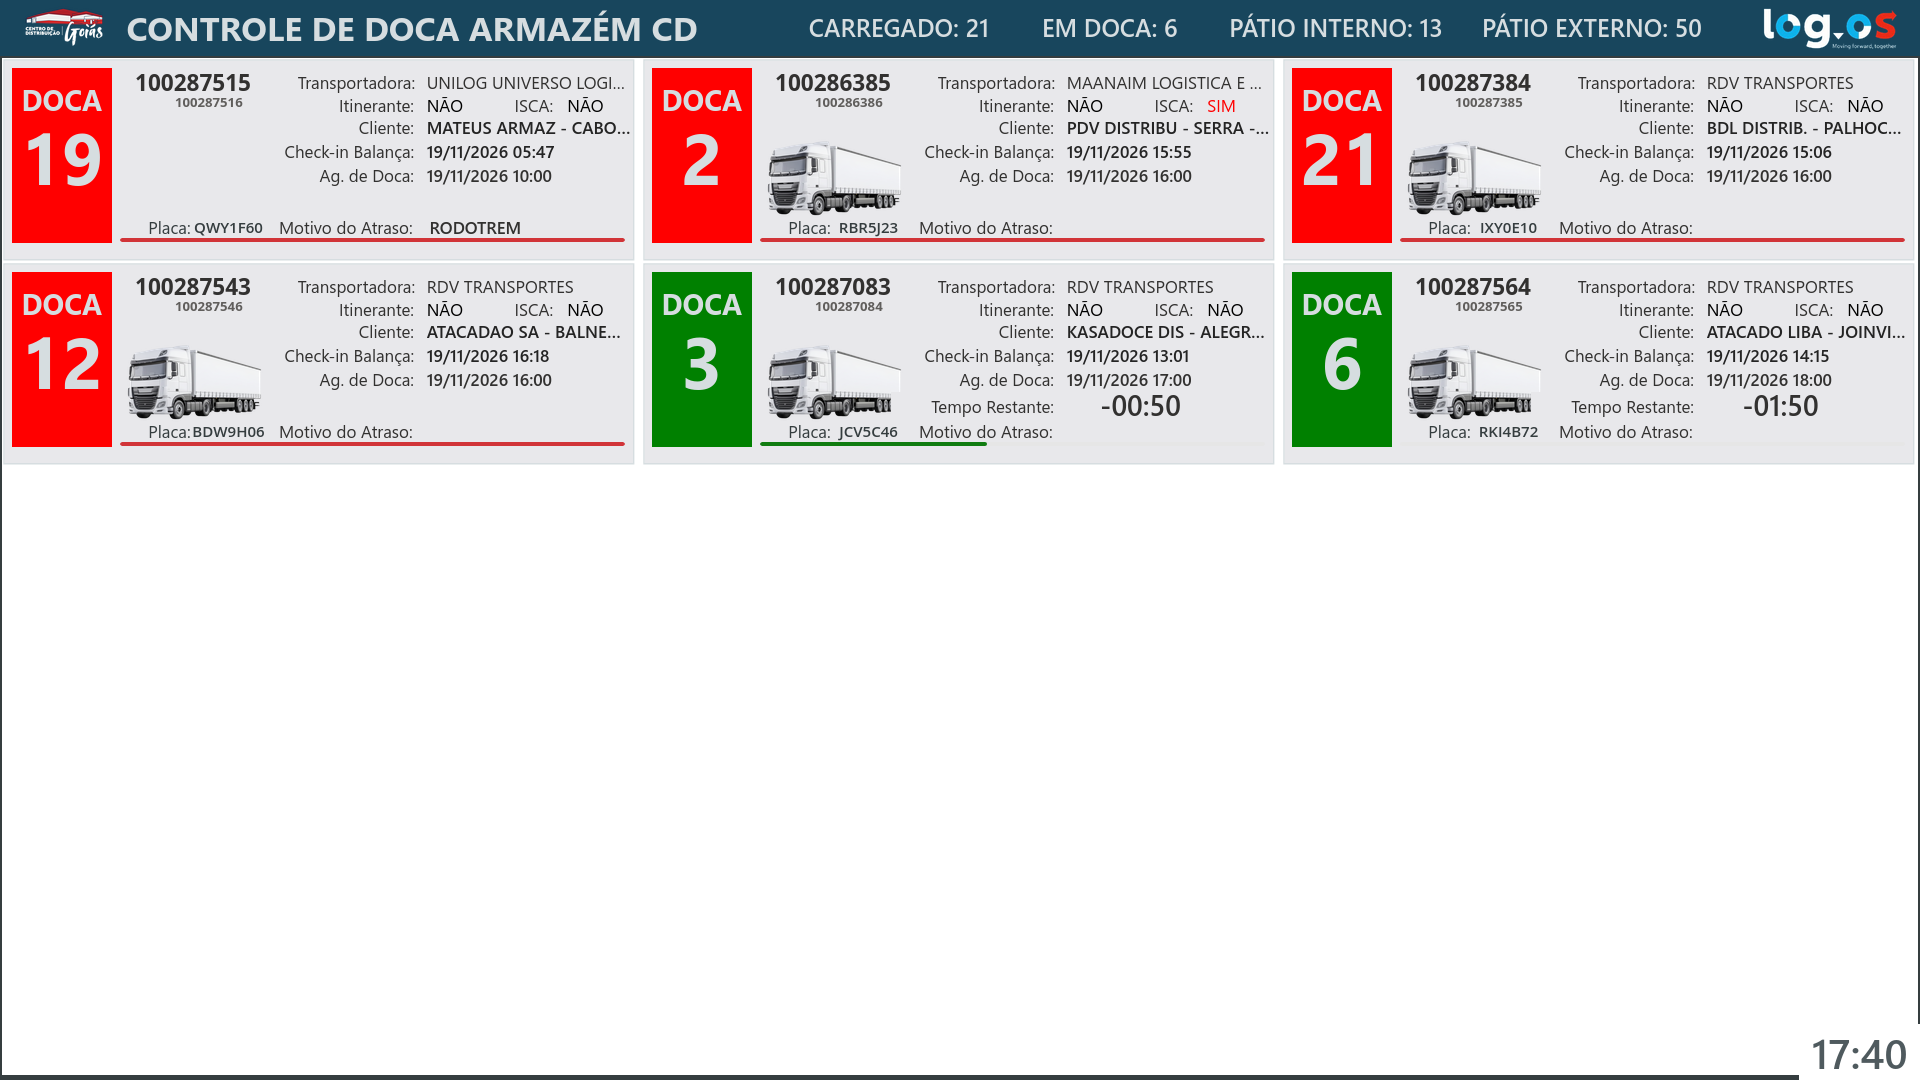 CENTRO DE DISTRIBUIÇÃO Goiás
CONTROLE DE DOCA ARMAZÉM CD
CARREGADO: 21
EM DOCA: 6
PÁTIO INTERNO: 13
PÁTIO EXTERNO: 50
log.os
Moving forward, together
DOCA
19
100287515
100287516
Transportadora: UNILOG UNIVERSO LOGI...
Itinerante: NÃO ISCA: NÃO
Cliente: MATEUS ARMAZ - CABO...
Check-in Balança: 19/11/2026 05:47
Ag. de Doca: 19/11/2026 10:00
Placa: QWY1F60 Motivo do Atraso: RODOTREM
DOCA
2
100286385
100286386
Transportadora: MAANAIM LOGISTICA E ...
Itinerante: NÃO ISCA: SIM
Cliente: PDV DISTRIBU - SERRA -...
Check-in Balança: 19/11/2026 15:55
Ag. de Doca: 19/11/2026 16:00
Placa: RBR5J23 Motivo do Atraso:
DOCA
21
100287384
100287385
Transportadora: RDV TRANSPORTES
Itinerante: NÃO ISCA: NÃO
Cliente: BDL DISTRIB. - PALHOC...
Check-in Balança: 19/11/2026 15:06
Ag. de Doca: 19/11/2026 16:00
Placa: IXY0E10 Motivo do Atraso:
DOCA
12
100287543
100287546
Transportadora: RDV TRANSPORTES
Itinerante: NÃO ISCA: NÃO
Cliente: ATACADAO SA - BALNE...
Check-in Balança: 19/11/2026 16:18
Ag. de Doca: 19/11/2026 16:00
Placa: BDW9H06 Motivo do Atraso:
DOCA
3
100287083
100287084
Transportadora: RDV TRANSPORTES
Itinerante: NÃO ISCA: NÃO
Cliente: KASADOCE DIS - ALEGR...
Check-in Balança: 19/11/2026 13:01
Ag. de Doca: 19/11/2026 17:00
Tempo Restante: -00:50
Placa: JCV5C46 Motivo do Atraso:
DOCA
6
100287564
100287565
Transportadora: RDV TRANSPORTES
Itinerante: NÃO ISCA: NÃO
Cliente: ATACADO LIBA - JOINVI...
Check-in Balança: 19/11/2026 14:15
Ag. de Doca: 19/11/2026 18:00
Tempo Restante: -01:50
Placa: RKI4B72 Motivo do Atraso:
17:40